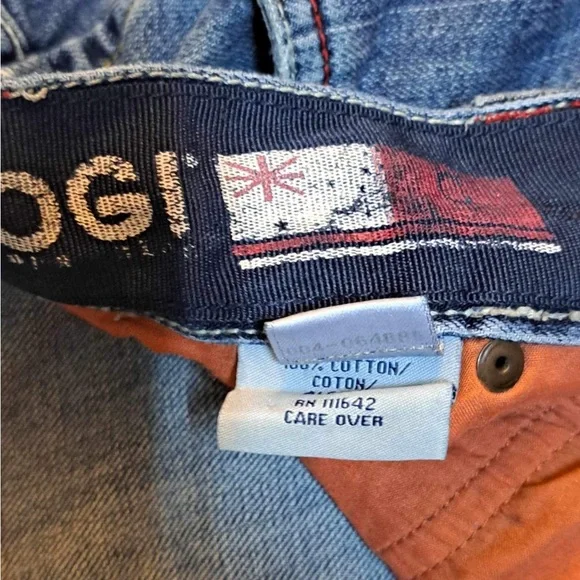 OGI
100% COTTON/
COTON/
RN 111642
CARE OVER